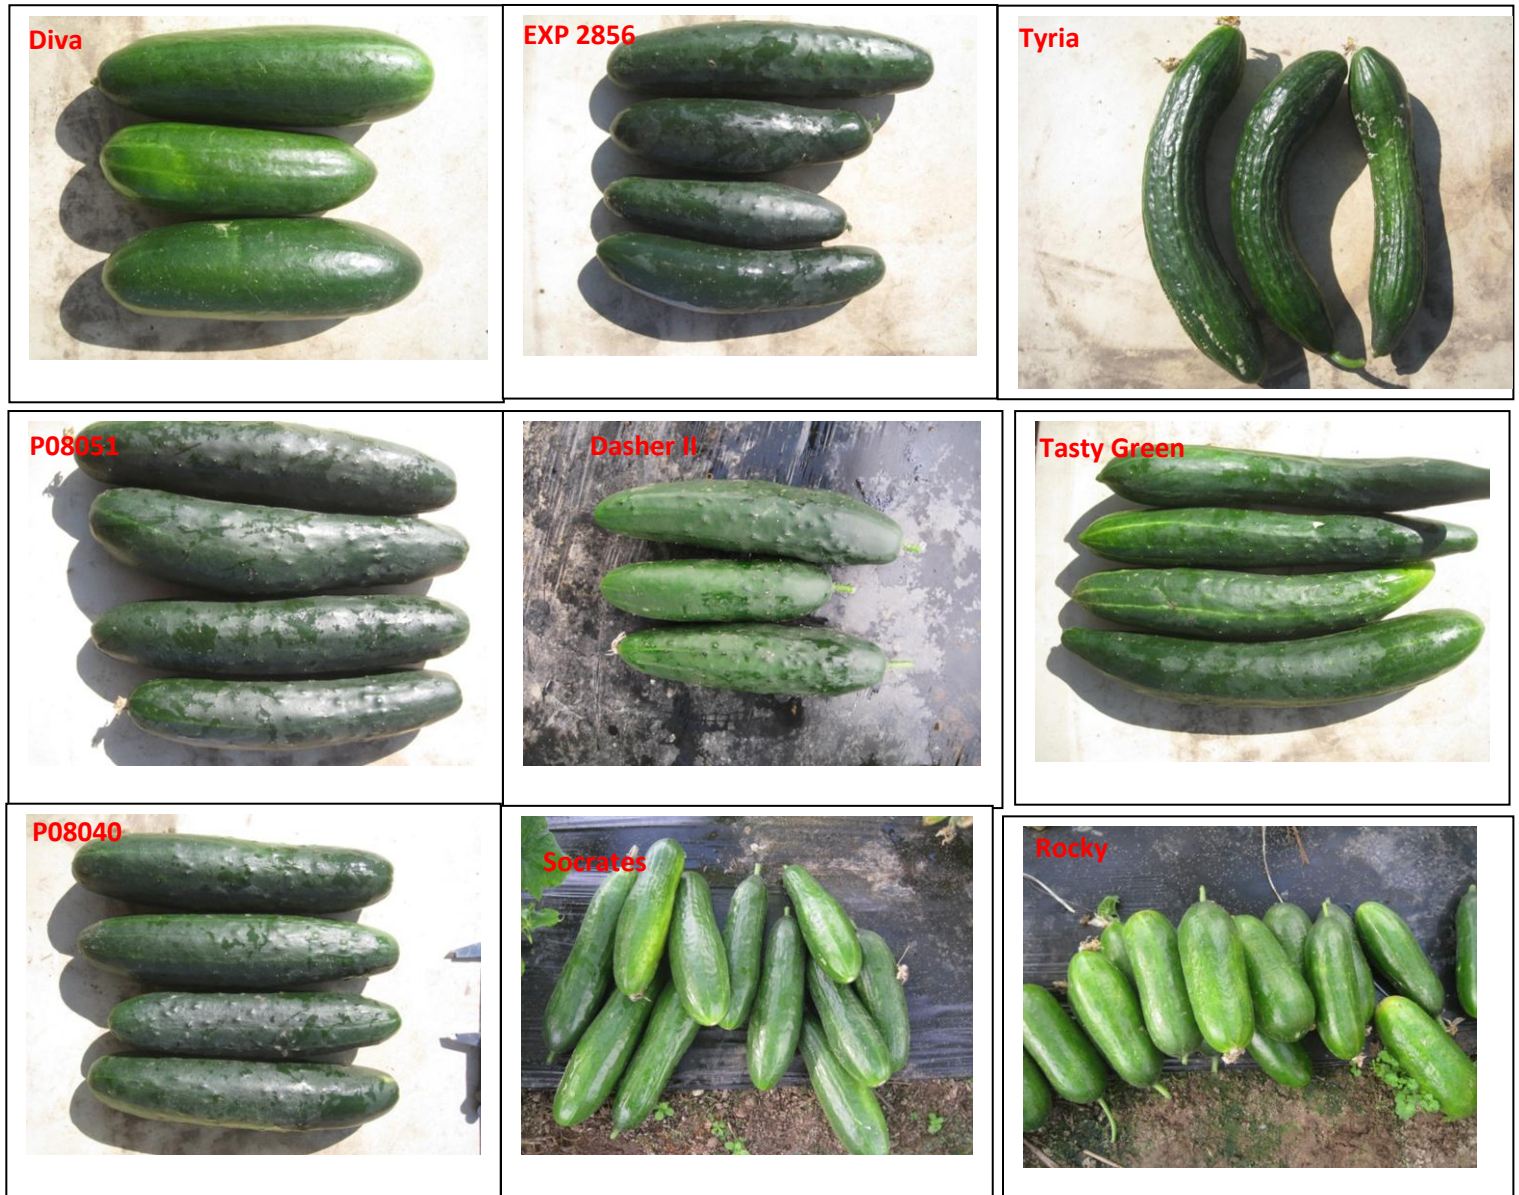 Diva
EXP 2856
Tyria
P08051
Dasher II
Tasty Green
P08040
Socrates
Rocky